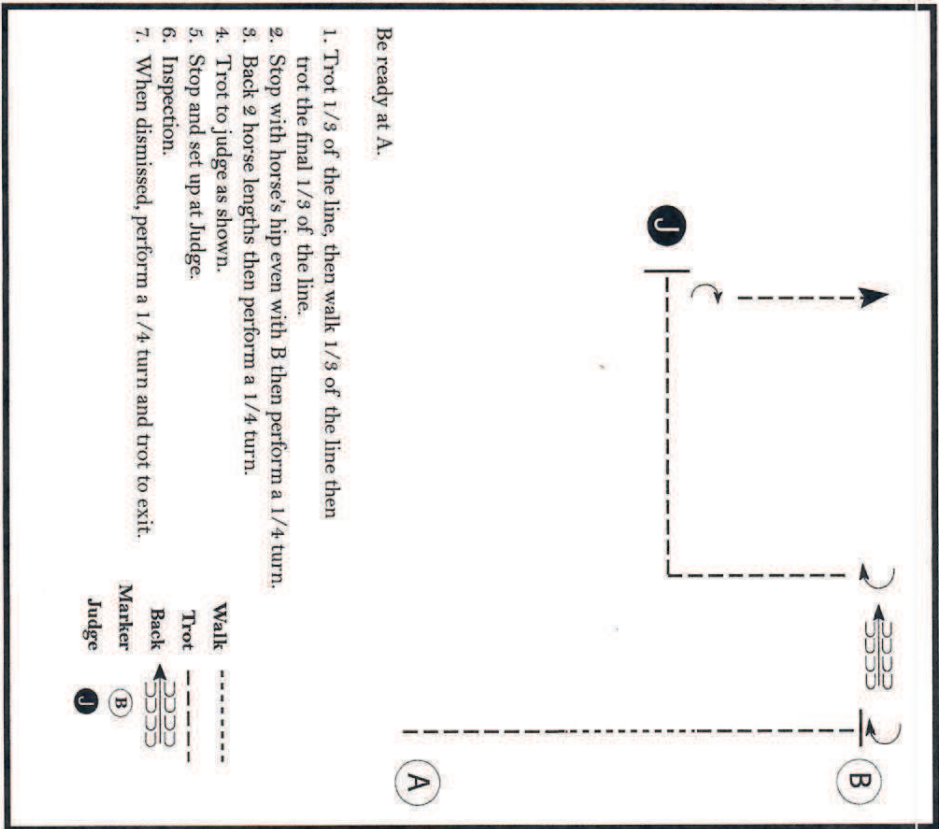 J
B
A
Be ready at A.
1. Trot 1/3 of the line, then walk 1/3 of the line then
trot the final 1/3 of the line.
2. Stop with horse's hip even with B then perform a 1/4 turn.
3. Back 2 horse lengths then perform a 1/4 turn.
4. Trot to judge as shown.
5. Stop and set up at Judge.
6. Inspection.
7. When dismissed, perform a 1/4 turn and trot to exit.
Walk
Trot
Back
Marker B
Judge J